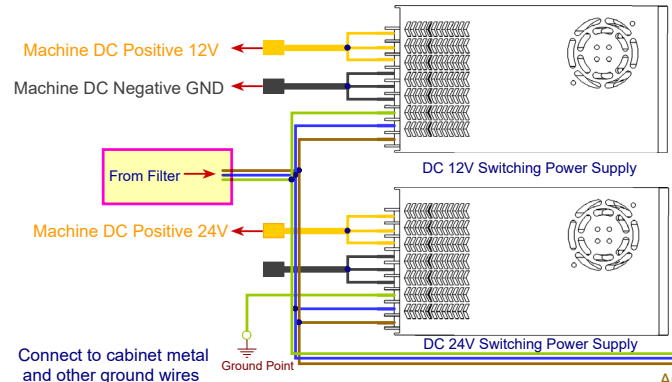 Machine DC Positive 12V
Machine DC Negative GND
DC 12V Switching Power Supply
From Filter
Machine DC Positive 24V
DC 24V Switching Power Supply
Ground Point
Connect to cabinet metal
and other ground wires